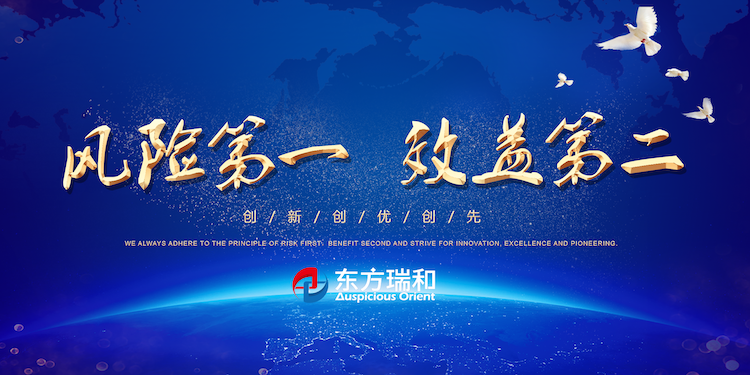 风险第一 效益第二
创/新/创/优/创/先
WE ALWAYS ADHERE TO THE PRINCIPLE OF RISK FIRST, BENEFIT SECOND AND STRIVE FOR INNOVATION, EXCELLENCE AND PIONEERING.
东方瑞和
Auspicious Orient